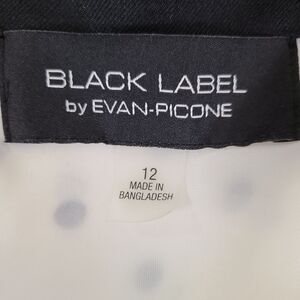 BLACK LABEL
by EVAN-PICONE
12
MADE IN
BANGLADESH